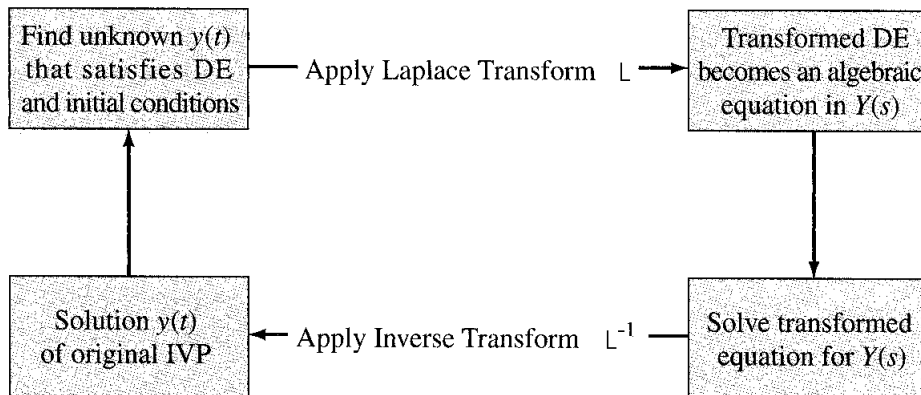 Find unknown y(t)
that satisfies DE
and initial conditions
Apply Laplace Transform L
Transformed DE
becomes an algebraic
equation in Y(s)
Solution y(t)
of original IVP
Apply Inverse Transform L⁻¹
Solve transformed
equation for Y(s)